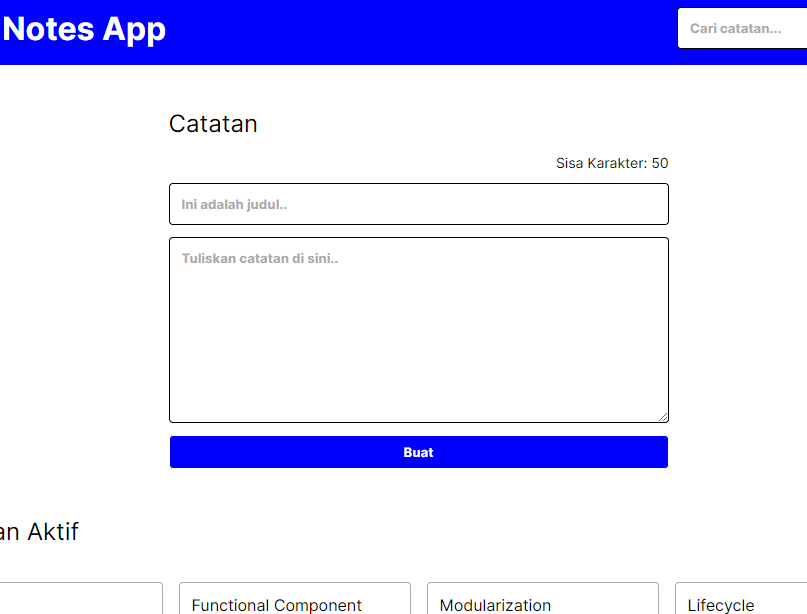 Notes App
Cari catatan...
Catatan
Sisa Karakter: 50
Ini adalah judul..
Tuliskan catatan di sini..
Buat
an Aktif
Functional Component
Modularization
Lifecycle